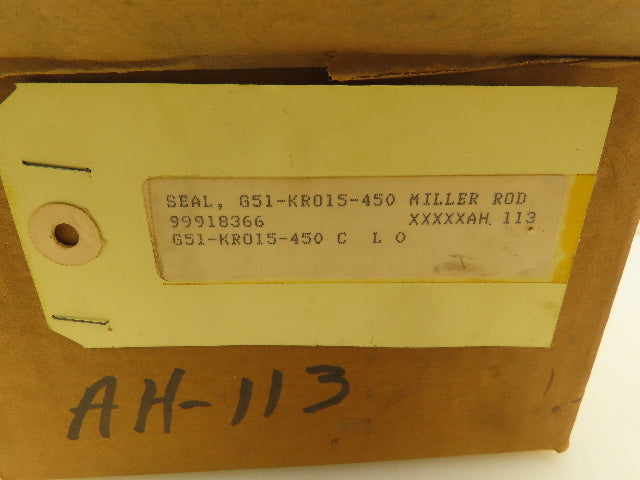 SEAL, G51-KR015-450 MILLER ROD
99918366 XXXXXAH 113
G51-KR015-450 C L O
AH-113